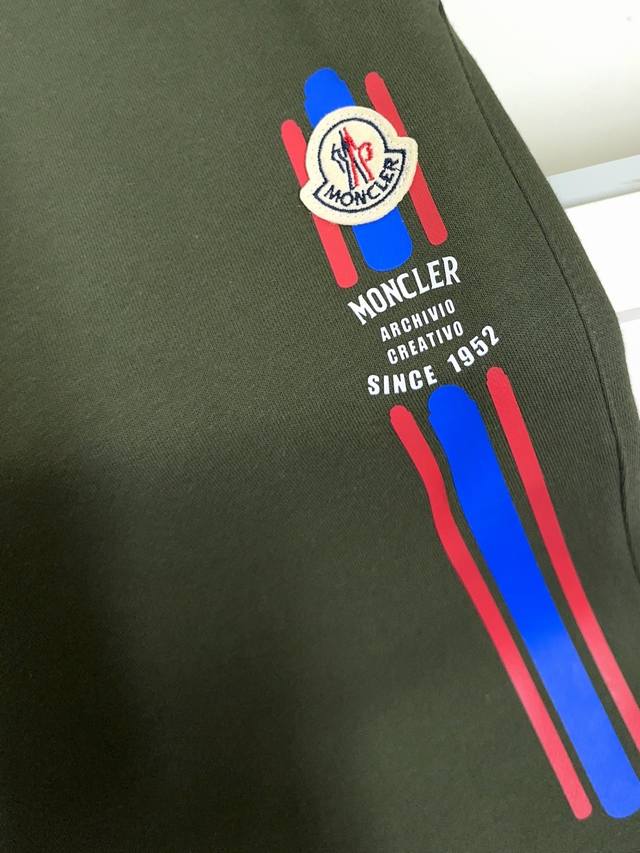 MONCLER
MONCLER
ARCHIVIO
CREATIVO
SINCE 1952